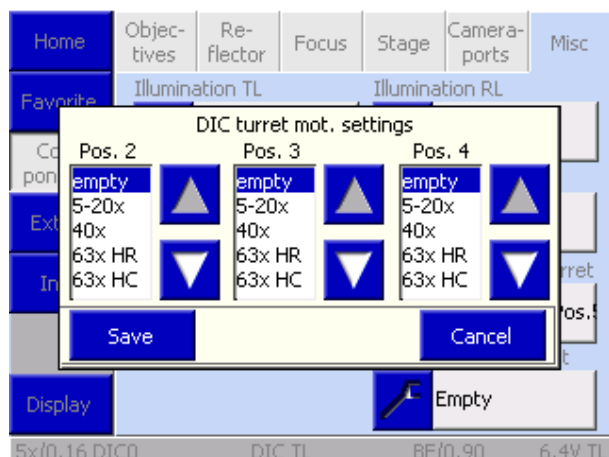 Home
Objec-
tives
Re-
flector
Focus
Stage
Camera-
ports
Misc
Favorite
Illumination TL
Illumination RL
DIC turret mot. settings
Pos. 2
Pos. 3
Pos. 4
empty
5-20x
40x
63x HR
63x HC
empty
5-20x
40x
63x HR
63x HC
empty
5-20x
40x
63x HR
63x HC
Save
Cancel
Display
Empty
5x/0.16 DIC0
DIC TL
BF/0.90
6.4V TL